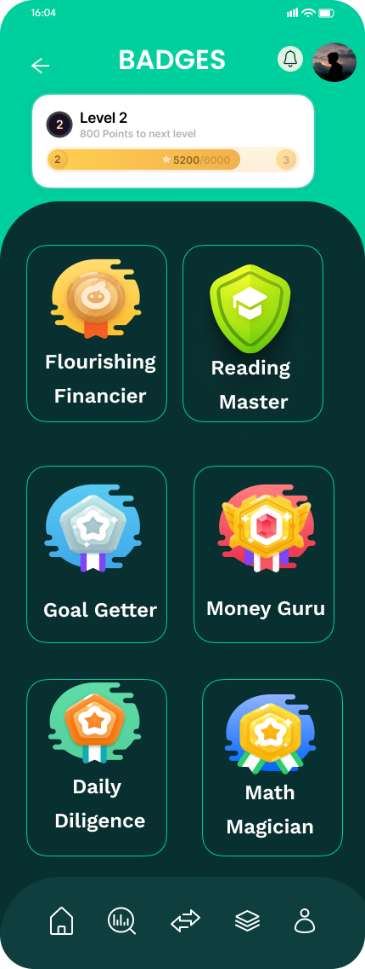 16:04
BADGES
2
Level 2
800 Points to next level
2
5200/6000
3
Flourishing
Financier
Reading
Master
Goal Getter
Money Guru
Daily
Diligence
Math
Magician